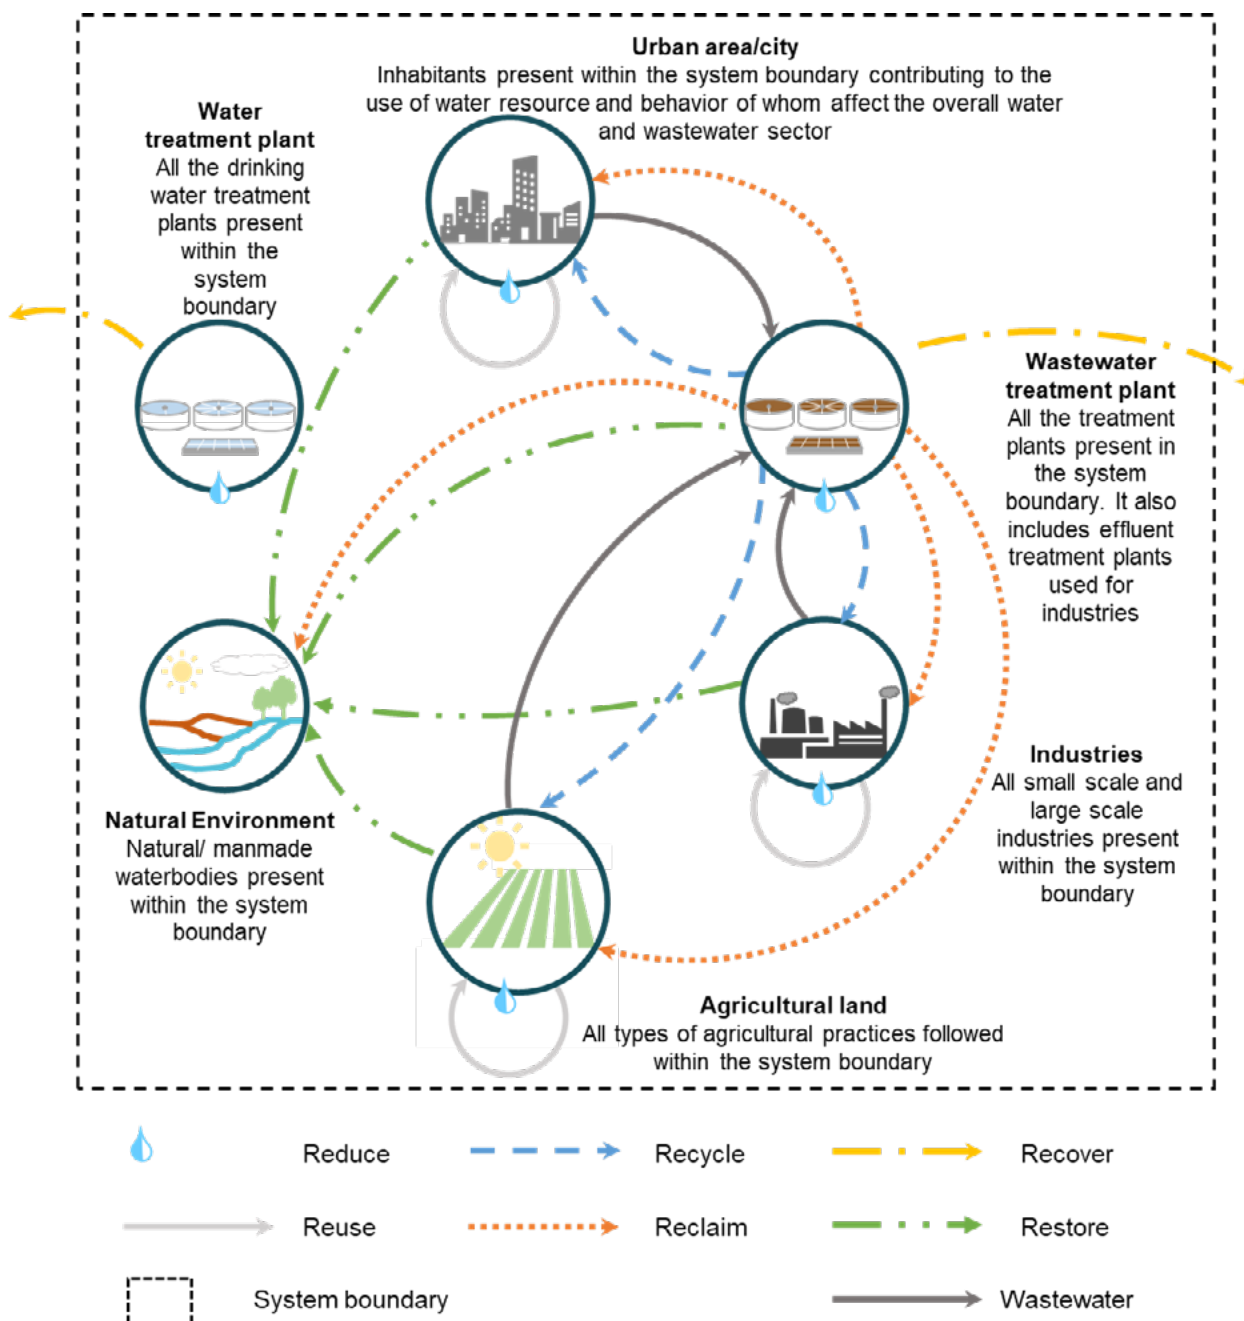 Urban area/city
Inhabitants present within the system boundary contributing to the
use of water resource and behavior of whom affect the overall water
and wastewater sector
Water
treatment plant
All the drinking
water treatment
plants present
within the
system
boundary
Wastewater
treatment plant
All the treatment
plants present in
the system
boundary. It also
includes effluent
treatment plants
used for
industries
Natural Environment
Natural/ manmade
waterbodies present
within the system
boundary
Industries
All small scale and
large scale
industries present
within the system
boundary
Agricultural land
All types of agricultural practices followed
within the system boundary
Reduce
Recycle
Recover
Reuse
Reclaim
Restore
System boundary
Wastewater